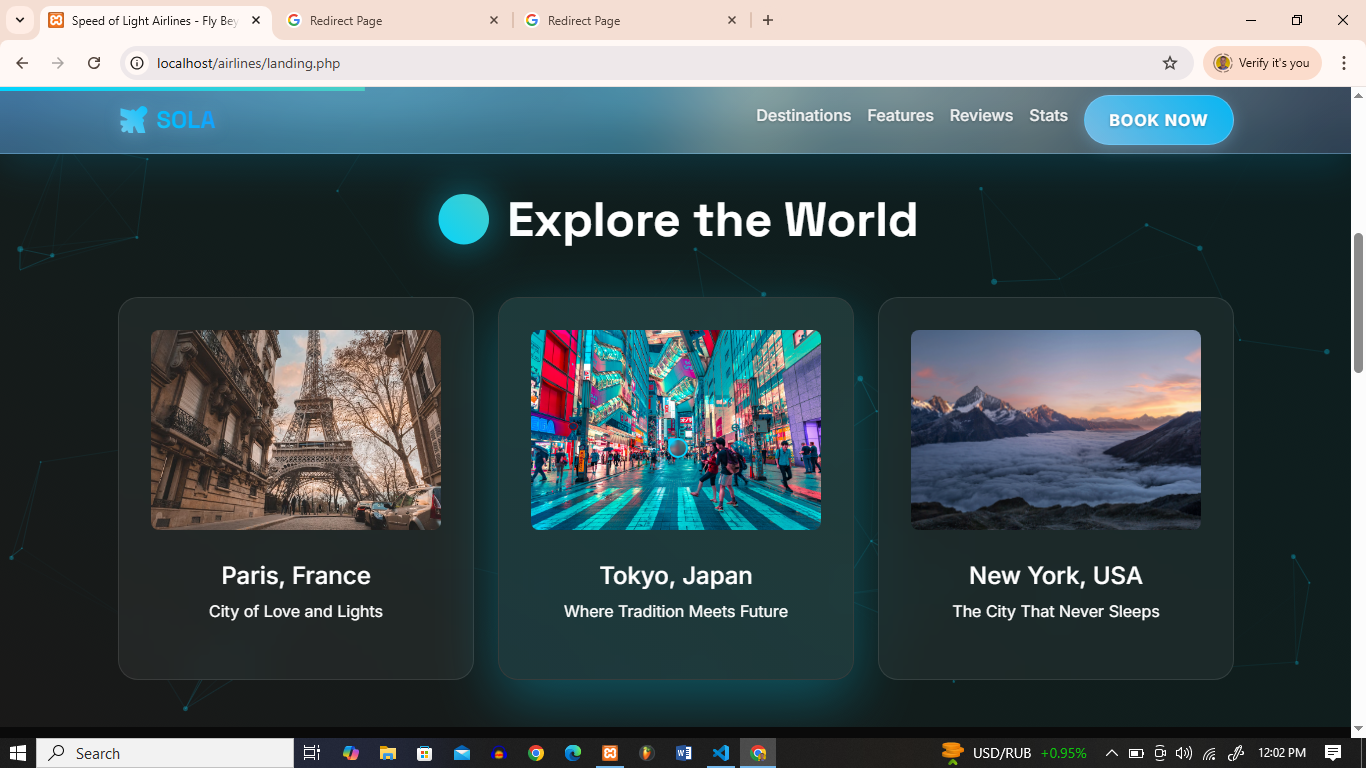 Speed of Light Airlines - Fly Bey
Redirect Page
Redirect Page
localhost/airlines/landing.php
Verify it's you
SOLA
Destinations
Features
Reviews
Stats
BOOK NOW
Explore the World
Paris, France
City of Love and Lights
Tokyo, Japan
Where Tradition Meets Future
New York, USA
The City That Never Sleeps
Search
USD/RUB +0.95%
12:02 PM